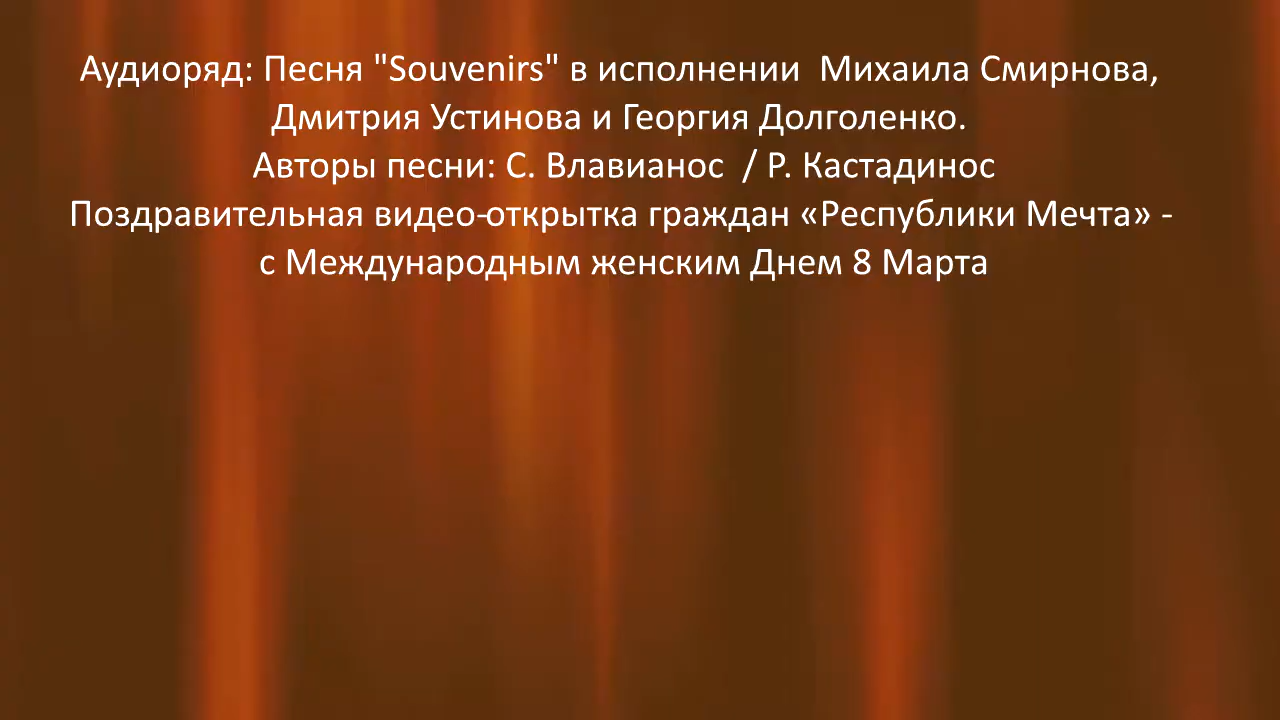 Аудиоряд: Песня "Souvenirs" в исполнении  Михаила Смирнова,
Дмитрия Устинова и Георгия Долголенко.
Авторы песни: С. Влавианос  / Р. Кастадинос
Поздравительная видео-открытка граждан «Республики Мечта» -
с Международным женским Днем 8 Марта